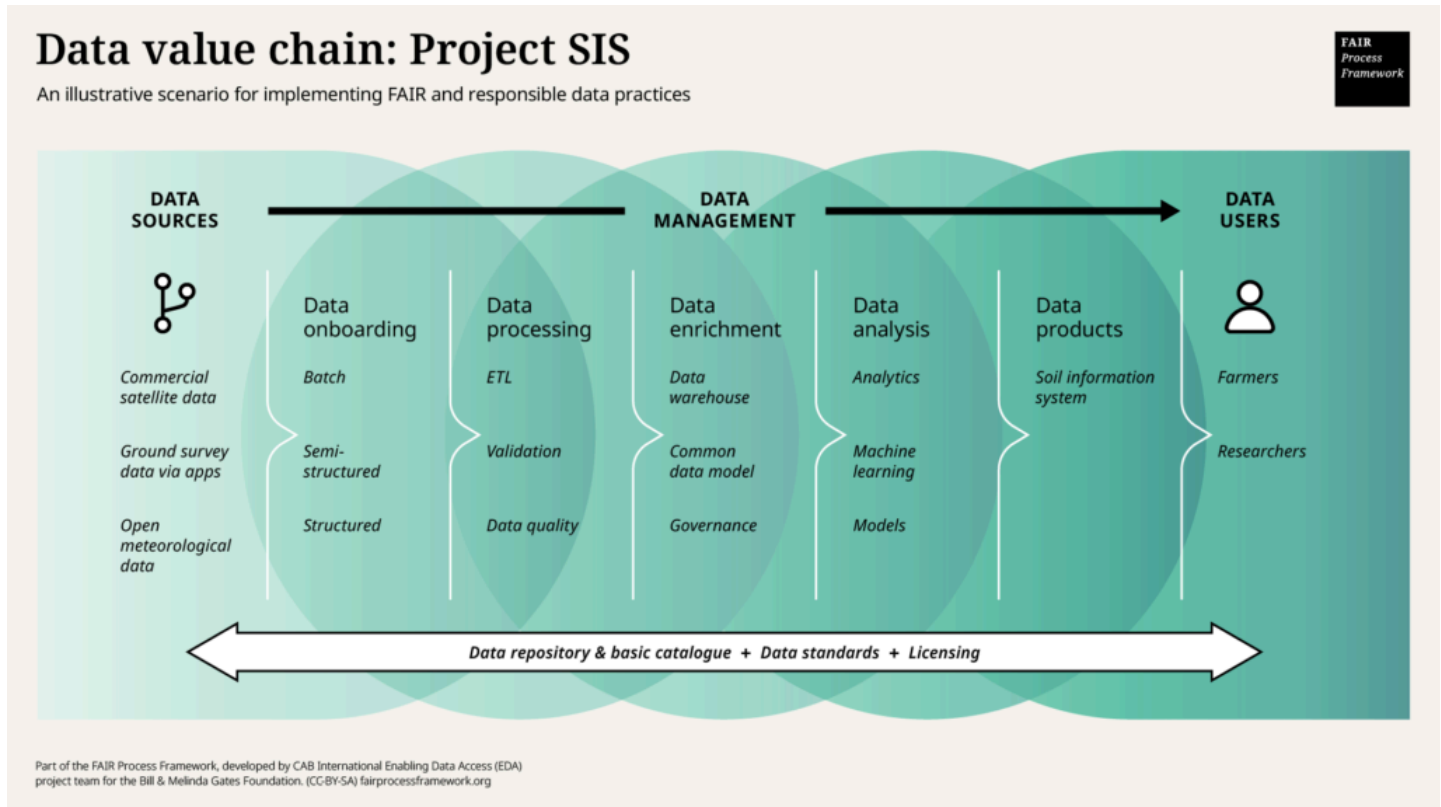 Data value chain: Project SIS
An illustrative scenario for implementing FAIR and responsible data practices
FAIR
Process
Framework
DATA
SOURCES
DATA
MANAGEMENT
DATA
USERS
Commercial
satellite data
Ground survey
data via apps
Open
meteorological
data
Data
onboarding
Batch
Semi-
structured
Structured
Data
processing
ETL
Validation
Data quality
Data
enrichment
Data
warehouse
Common
data model
Governance
Data
analysis
Analytics
Machine
learning
Models
Data
products
Soil information
system
Farmers
Researchers
Data repository & basic catalogue + Data standards + Licensing
Part of the FAIR Process Framework, developed by CAB International Enabling Data Access (EDA)
project team for the Bill & Melinda Gates Foundation. (CC-BY-SA) fairprocessframework.org